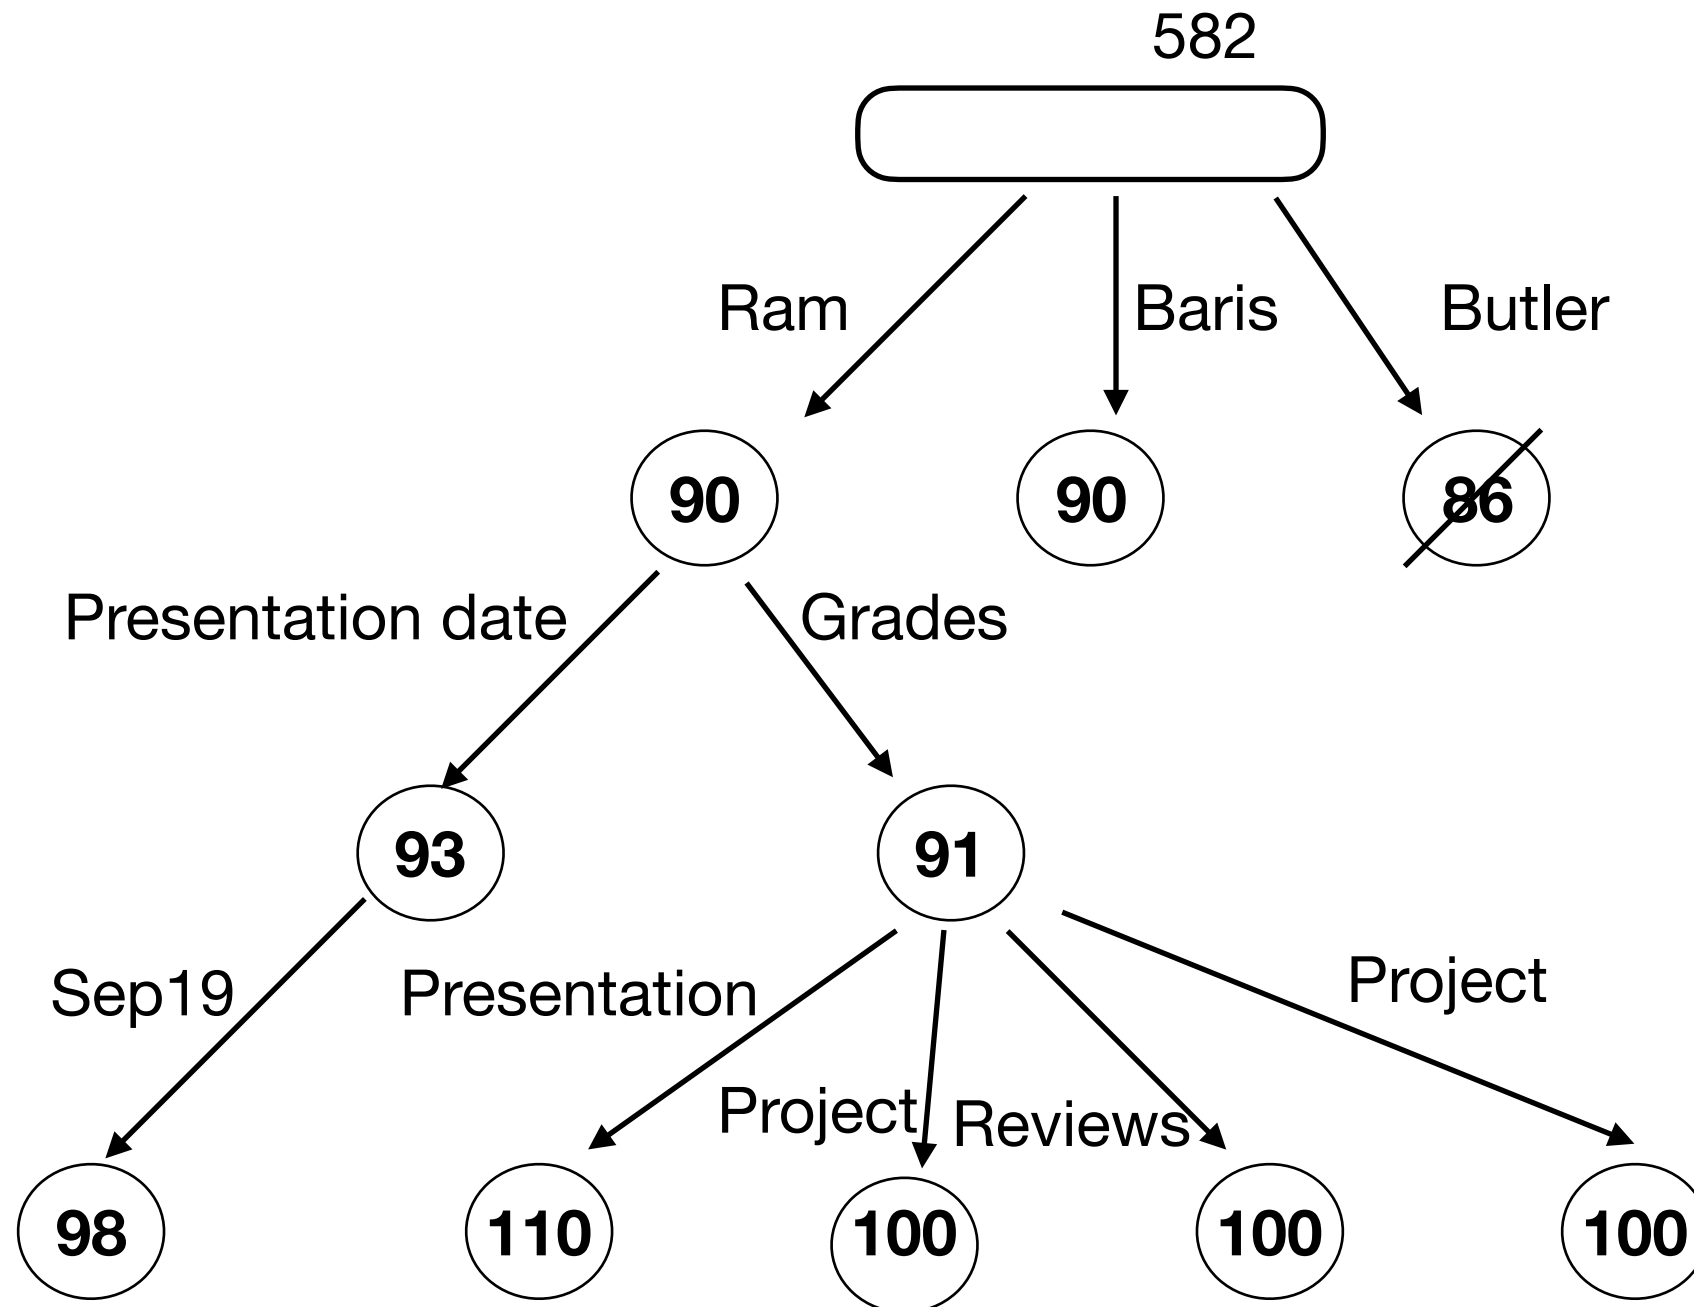 582
Ram
Baris
Butler
90
90
86
Presentation date
Grades
93
91
Sep19
Presentation
Project
Reviews
Project
98
110
100
100
100